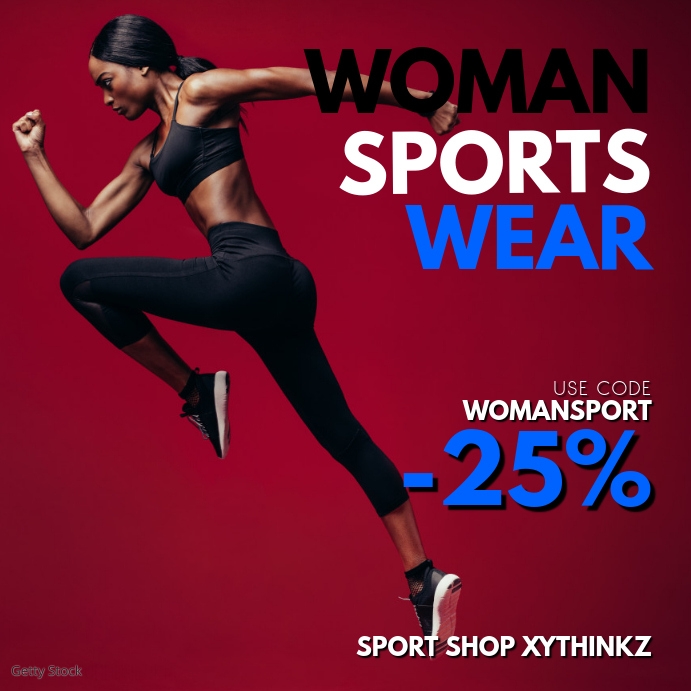 WOMAN
SPORTS
WEAR
USE CODE
WOMANSPORT
-25%
SPORT SHOP XYTHINKZ
Getty Stock